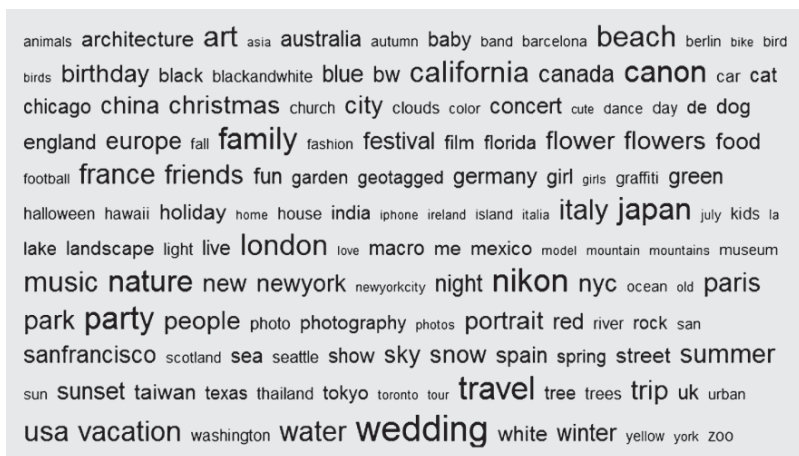 animals architecture art asia australia autumn baby band barcelona beach berlin bike bird
birds birthday black blackandwhite blue bw california canada canon car cat
chicago china christmas church city clouds color concert cute dance day de dog
england europe fall family fashion festival film florida flower flowers food
football france friends fun garden geotagged germany girl girls graffiti green
halloween hawaii holiday home house india iphone ireland island italia italy japan july kids la
lake landscape light live london love macro me mexico model mountain mountains museum
music nature new newyork newyorkcity night nikon nyc ocean old paris
park party people photo photography photos portrait red river rock san
sanfrancisco scotland sea seattle show sky snow spain spring street summer
sun sunset taiwan texas thailand tokyo toronto tour travel tree trees trip uk urban
usa vacation washington water wedding white winter yellow york zoo